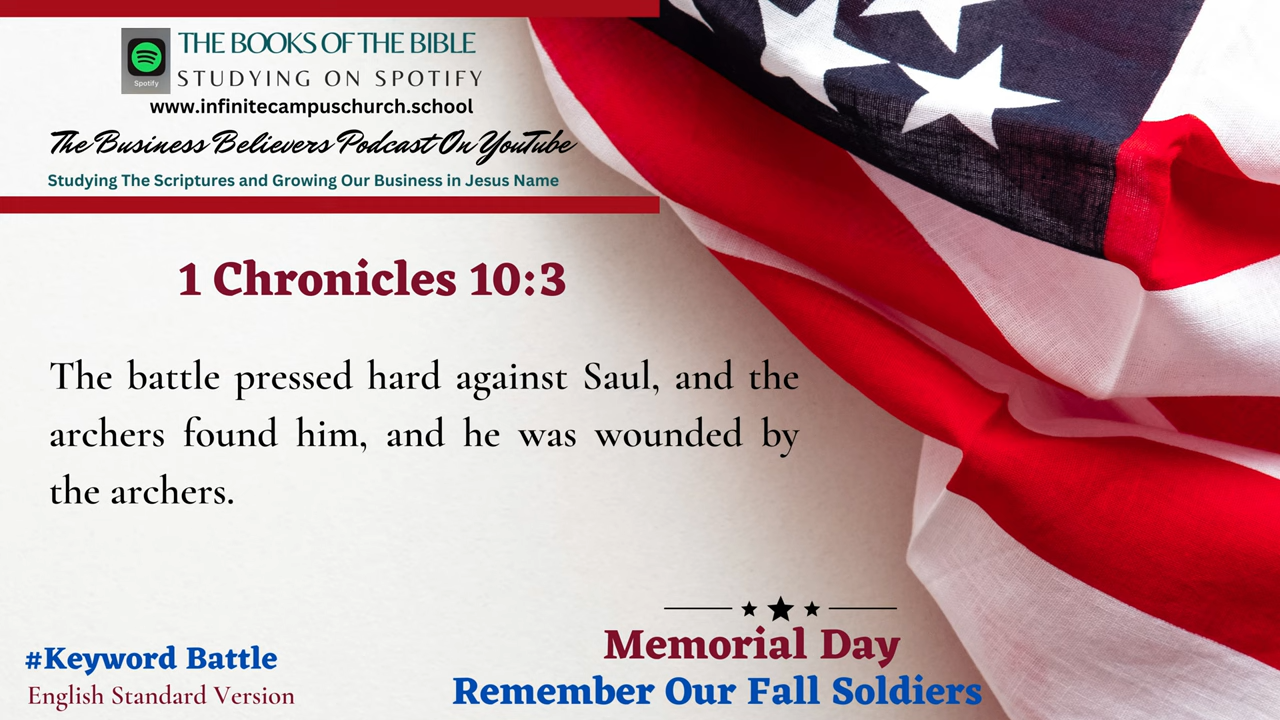 THE BOOKS OF THE BIBLE
Spotify
STUDYING ON SPOTIFY
www.infinitecampuschurch.school
The Business Believers Podcast On YouTube
Studying The Scriptures and Growing Our Business in Jesus Name
1 Chronicles 10:3
The battle pressed hard against Saul, and the
archers found him, and he was wounded by
the archers.
Memorial Day
Remember Our Fall Soldiers
#Keyword Battle
English Standard Version